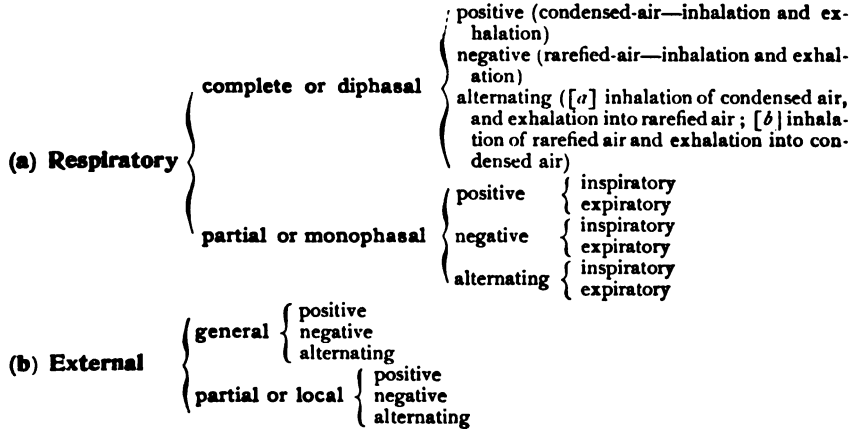 positive (condensed-air—inhalation and ex-
halation)
negative (rarefied-air—inhalation and exhal-
ation)
complete or diphasal
alternating ([a] inhalation of condensed air,
and exhalation into rarefied air ; [b] inhala-
tion of rarefied air and exhalation into con-
densed air)
(a) Respiratory
positive
inspiratory
expiratory
partial or monophasal
negative
inspiratory
expiratory
alternating
inspiratory
expiratory
(b) External
general
positive
negative
alternating
partial or local
positive
negative
alternating